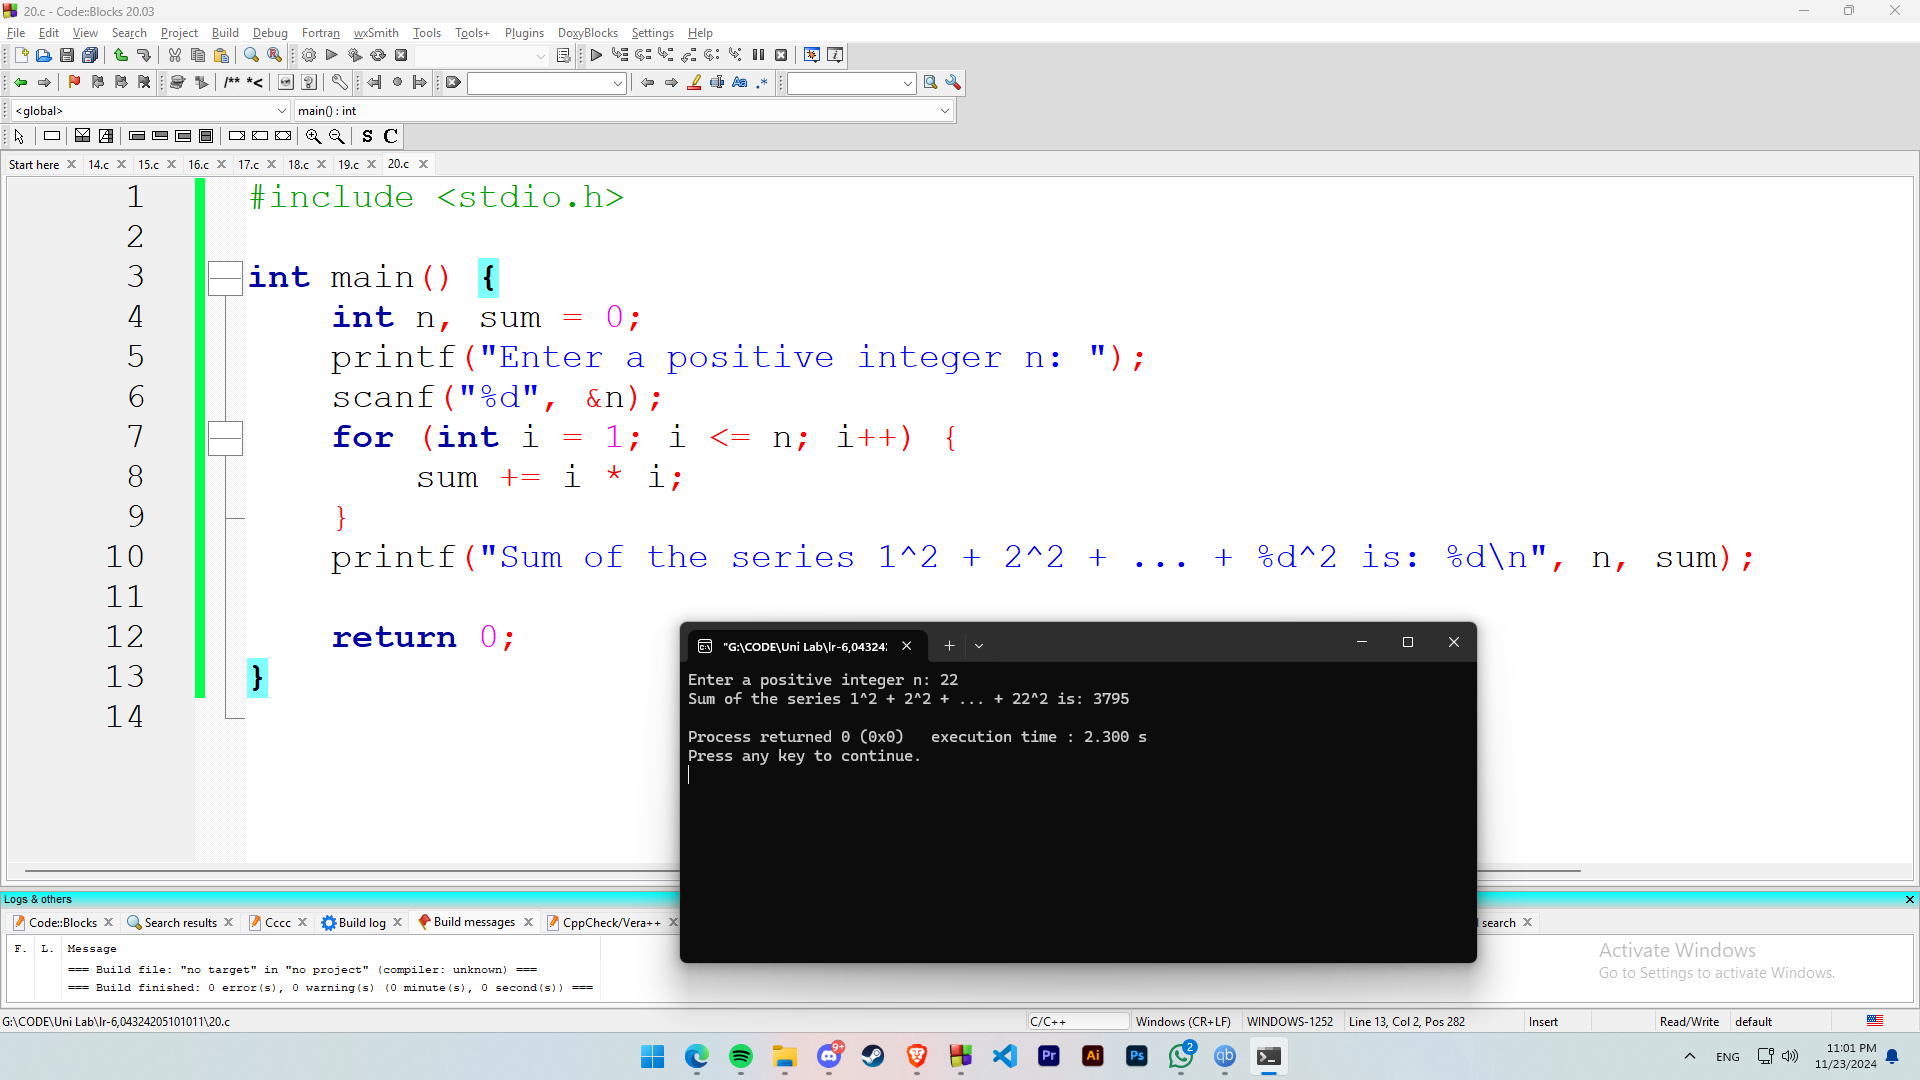 20.c - Code::Blocks 20.03
File Edit View Search Project Build Debug Fortran wxSmith Tools Tools+ Plugins DoxyBlocks Settings Help
/** *<
<global> main() : int
S C
Start here 14.c 15.c 16.c 17.c 18.c 19.c 20.c
1 #include <stdio.h>
2
3 int main() {
4 int n, sum = 0;
5 printf("Enter a positive integer n: ");
6 scanf("%d", &n);
7 for (int i = 1; i <= n; i++) {
8 sum += i * i;
9 }
10 printf("Sum of the series 1^2 + 2^2 + ... + %d^2 is: %d\n", n, sum);
11
12 return 0;
13 }
14
"G:\CODE\Uni Lab\lr-6,04324:
Enter a positive integer n: 22
Sum of the series 1^2 + 2^2 + ... + 22^2 is: 3795
Process returned 0 (0x0) execution time : 2.300 s
Press any key to continue.
Logs & others
Code::Blocks Search results Cccc Build log Build messages CppCheck/Vera++ search
F. L. Message
=== Build file: "no target" in "no project" (compiler: unknown) ===
=== Build finished: 0 error(s), 0 warning(s) (0 minute(s), 0 second(s)) ===
Activate Windows
Go to Settings to activate Windows.
G:\CODE\Uni Lab\lr-6,04324205101011\20.c C/C++ Windows (CR+LF) WINDOWS-1252 Line 13, Col 2, Pos 282 Insert Read/Write default
9+ Pr Ai Ps 2 qb ENG 11:01 PM
11/23/2024